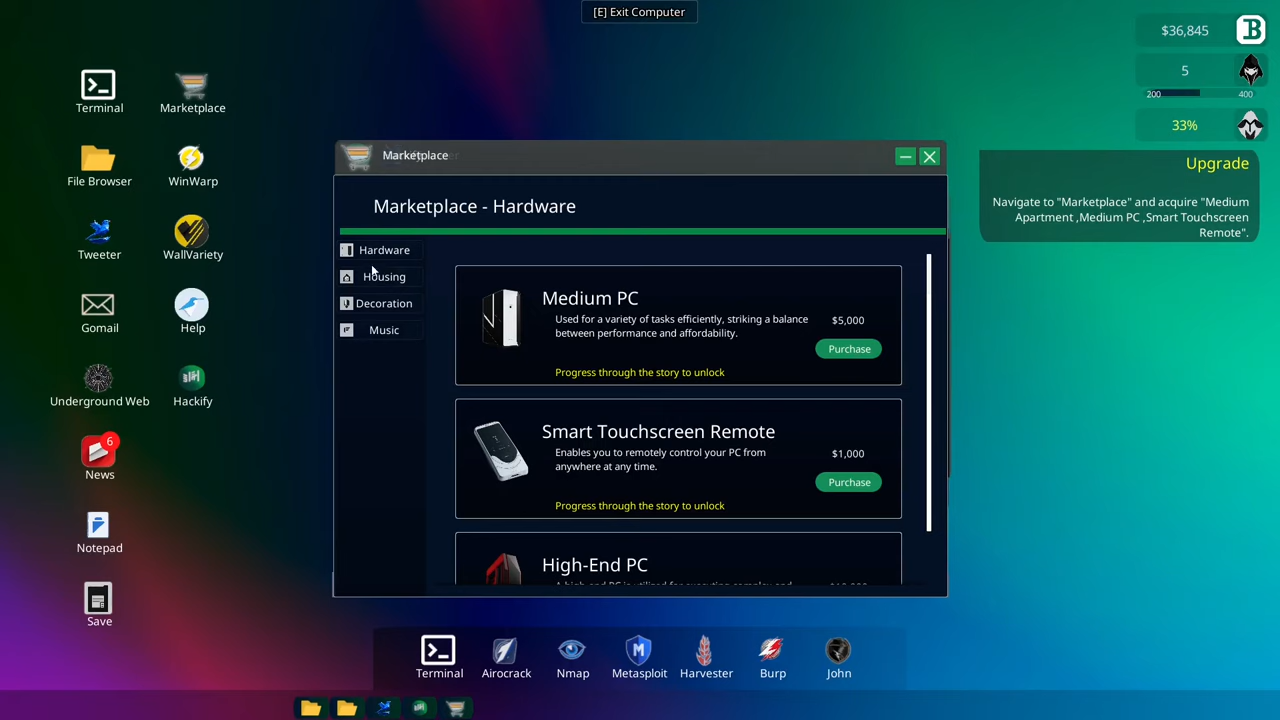 [E] Exit Computer
$36,845
5
200
400
33%
Upgrade
Navigate to "Marketplace" and acquire "Medium
Apartment ,Medium PC ,Smart Touchscreen
Remote".
Terminal
Marketplace
File Browser
WinWarp
Tweeter
WallVariety
Gomail
Help
Underground Web
Hackify
6
News
Notepad
Save
Marketplace
Marketplace - Hardware
Hardware
Housing
Decoration
Music
Medium PC
Used for a variety of tasks efficiently, striking a balance
between performance and affordability.
$5,000
Purchase
Progress through the story to unlock
Smart Touchscreen Remote
Enables you to remotely control your PC from
anywhere at any time.
$1,000
Purchase
Progress through the story to unlock
High-End PC
Terminal
Airocrack
Nmap
Metasploit
Harvester
Burp
John